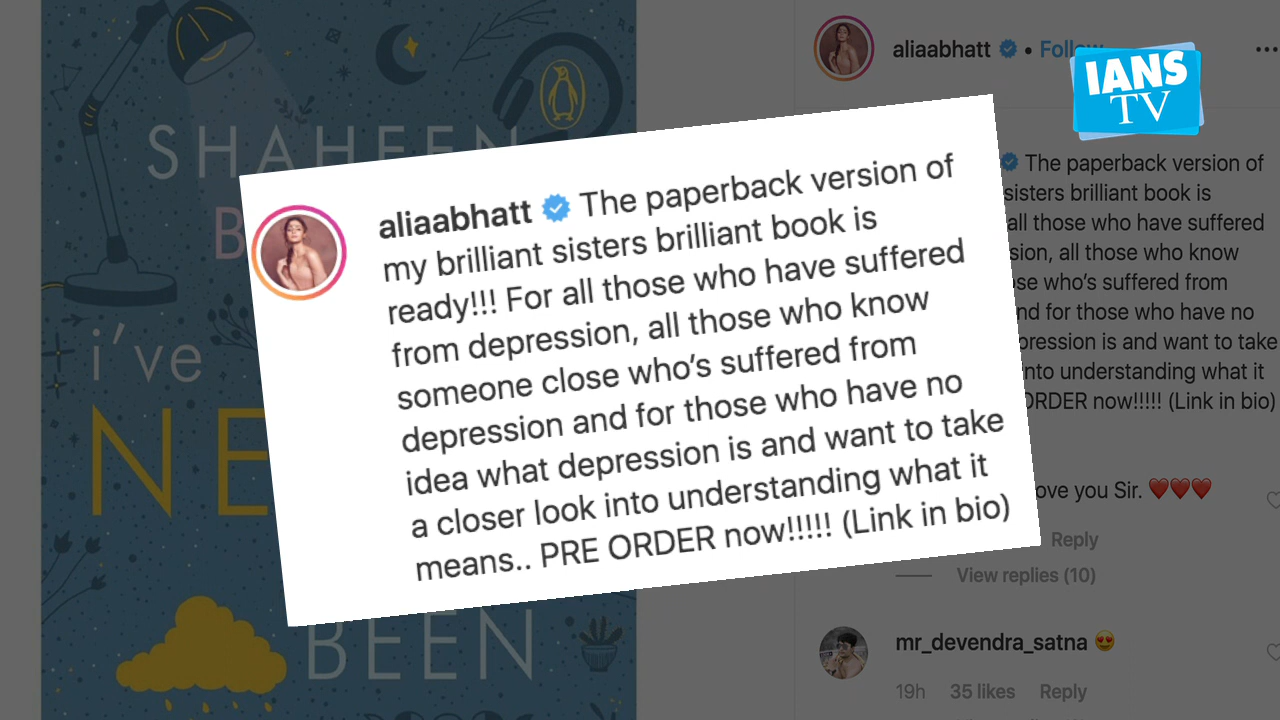 SHAHEEN
B
i've
NE
BEEN
aliaabhatt The paperback version of
my brilliant sisters brilliant book is
ready!!! For all those who have suffered
from depression, all those who know
someone close who's suffered from
depression and for those who have no
idea what depression is and want to take
a closer look into understanding what it
means.. PRE ORDER now!!!!! (Link in bio)
aliaabhatt • Follow
IANS
TV
The paperback version of
sisters brilliant book is
all those who have suffered
all those who know
who's suffered from
for those who have no
is and want to take
into understanding what it
ORDER now!!!!! (Link in bio)
you Sir. ❤❤❤
Reply
View replies (10)
mr_devendra_satna 😍
19h 35 likes Reply